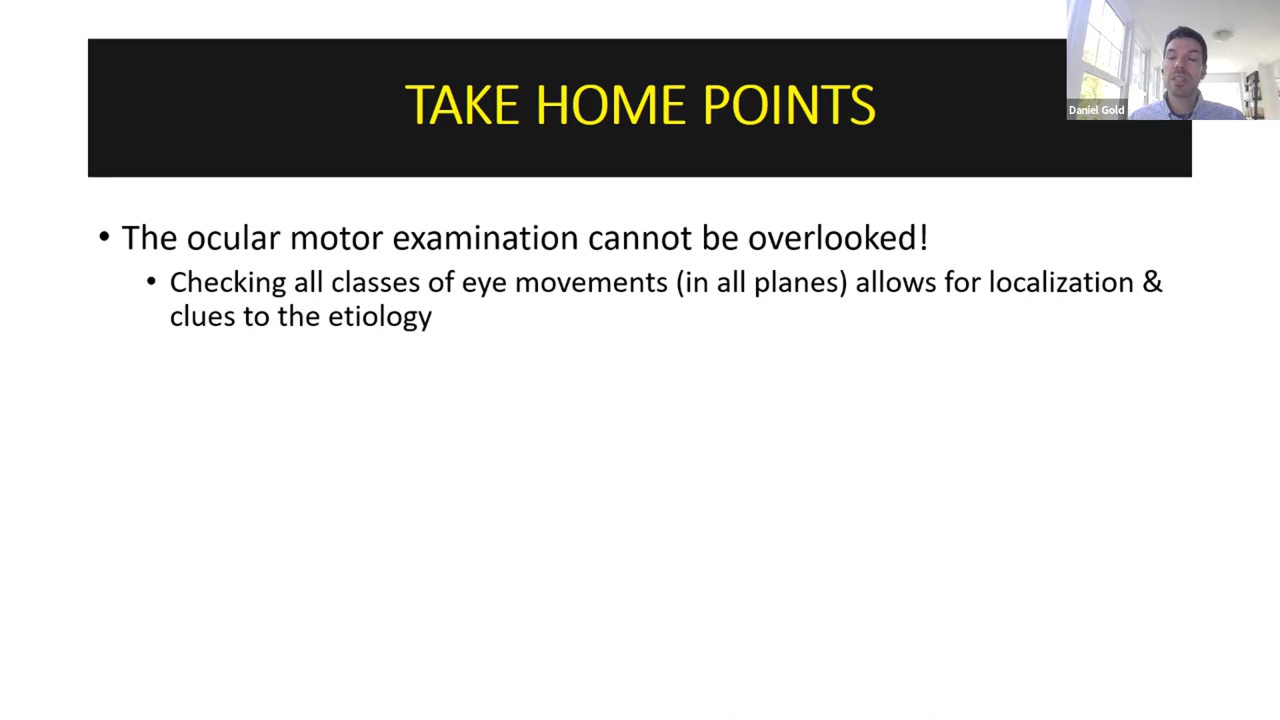 TAKE HOME POINTS
Daniel Gold
• The ocular motor examination cannot be overlooked!
• Checking all classes of eye movements (in all planes) allows for localization &
clues to the etiology